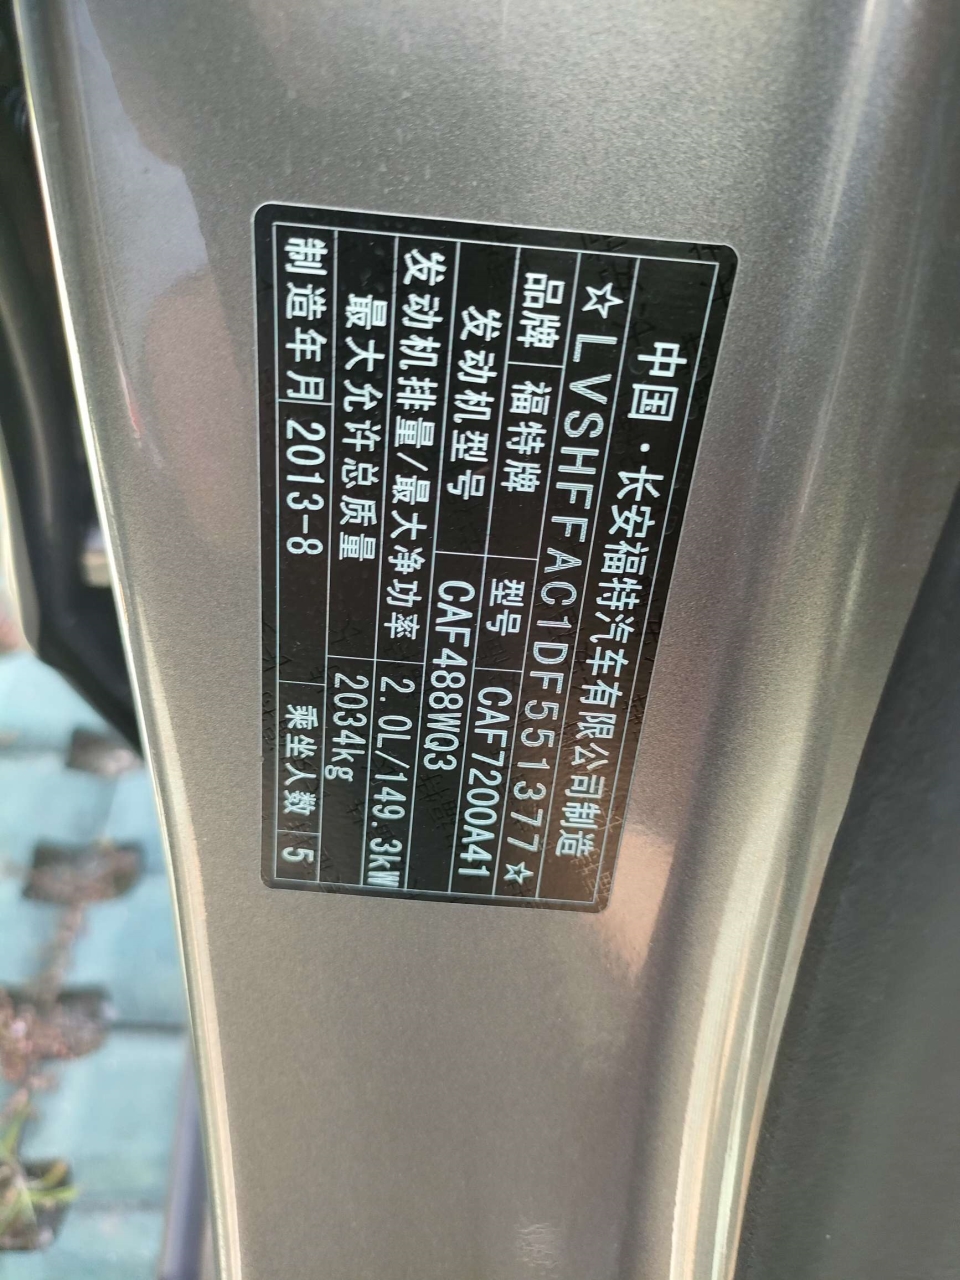 中国·长安福特汽车有限公司制造
☆LVSHFFAC1DF551377☆
品牌 福特牌 型号 CAF7200A41
发动机型号 CAF488WQ3
发动机排量/最大净功率 2.0L/149.3kW
最大允许总质量 2034kg
制造年月 2013-8 乘坐人数 5